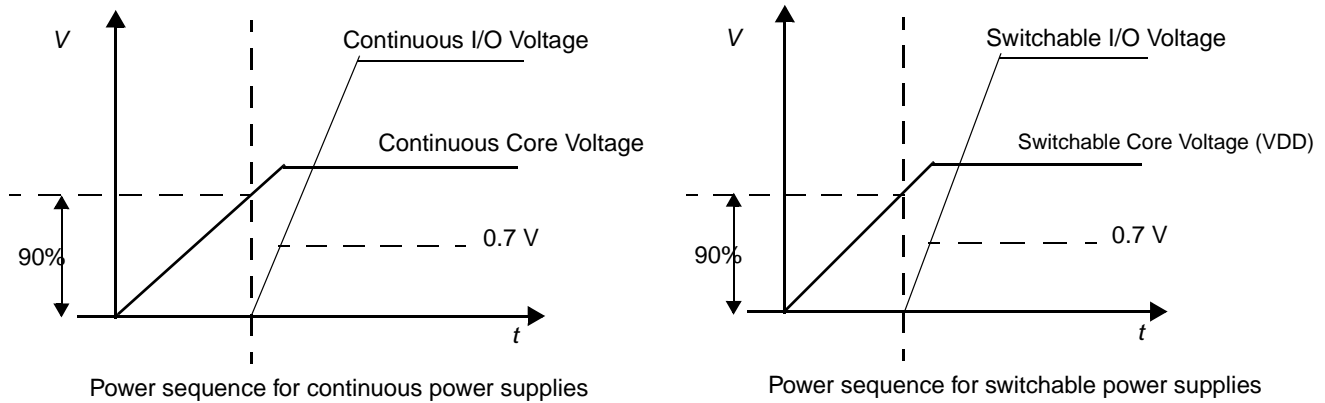 V
Continuous I/O Voltage
Continuous Core Voltage
90%
0.7 V
t
Power sequence for continuous power supplies
V
Switchable I/O Voltage
Switchable Core Voltage (VDD)
90%
0.7 V
t
Power sequence for switchable power supplies